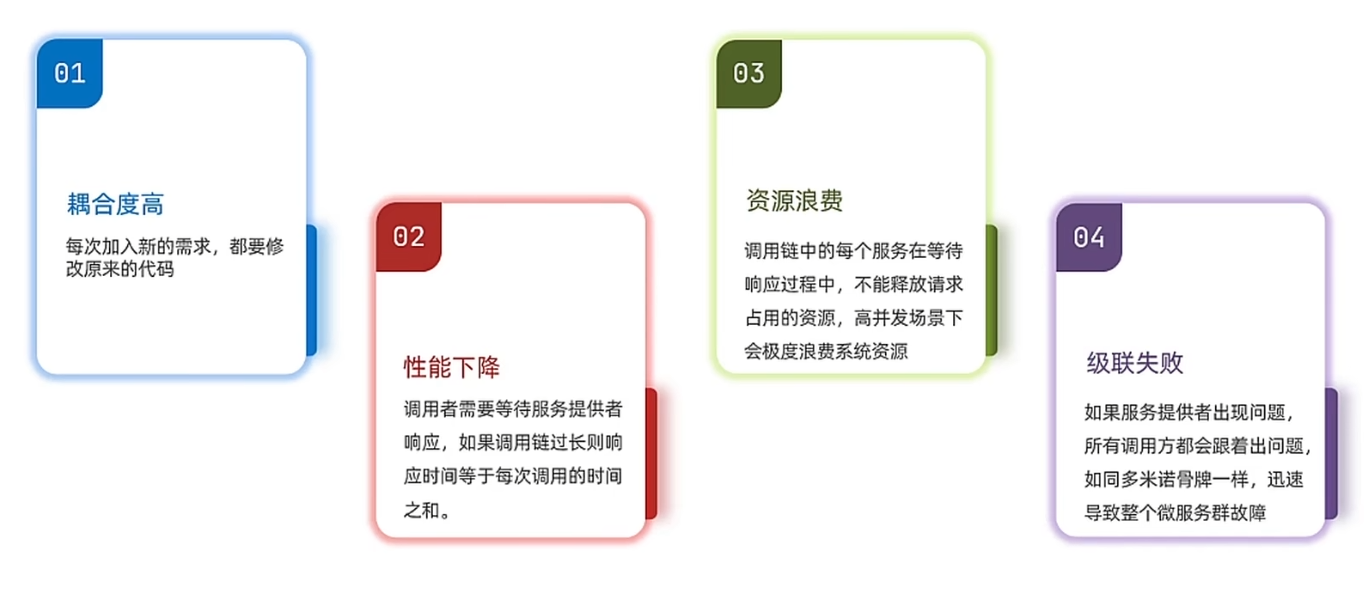 01
耦合度高
每次加入新的需求，都要修
改原来的代码
02
性能下降
调用者需要等待服务提供者
响应，如果调用链过长则响
应时间等于每次调用的时间
之和。
03
资源浪费
调用链中的每个服务在等待
响应过程中，不能释放请求
占用的资源，高并发场景下
会极度浪费系统资源
04
级联失败
如果服务提供者出现问题，
所有调用方都会跟着出问题，
如同多米诺骨牌一样，迅速
导致整个微服务群故障